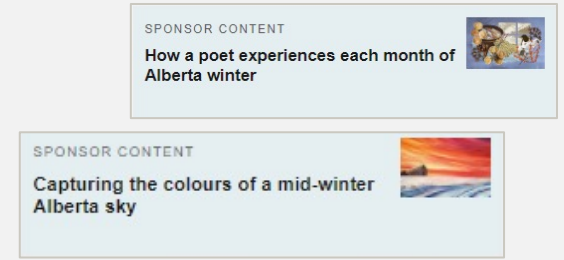 SPONSOR CONTENT
How a poet experiences each month of
Alberta winter
SPONSOR CONTENT
Capturing the colours of a mid-winter
Alberta sky